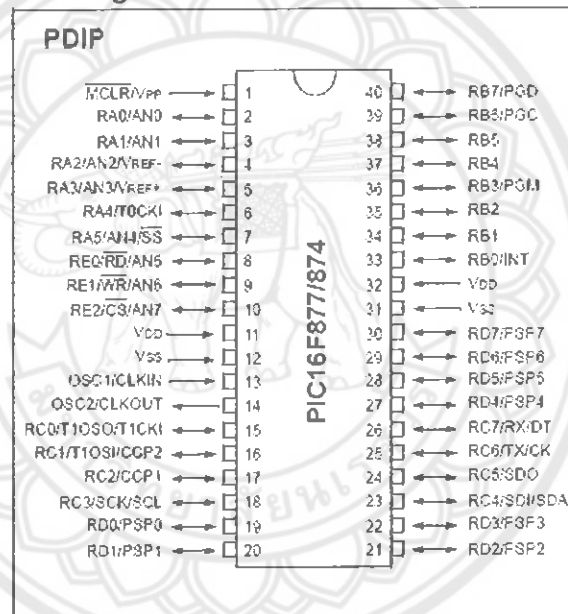 PDIP
MCLR/VPP 1
RA0/AN0 2
RA1/AN1 3
RA2/AN2/VREF- 4
RA3/AN3/VREF+ 5
RA4/T0CKI 6
RA5/AN4/SS 7
RE0/RD/AN5 8
RE1/WR/AN6 9
RE2/CS/AN7 10
VDD 11
VSS 12
OSC1/CLKIN 13
OSC2/CLKOUT 14
RC0/T1OSO/T1CKI 15
RC1/T1OSI/CCP2 16
RC2/CCP1 17
RC3/SCK/SCL 18
RD0/PSP0 19
RD1/PSP1 20
PIC16F877/874
40 RB7/PGD
39 RB6/PGC
38 RB5
37 RB4
36 RB3/PGM
35 RB2
34 RB1
33 RB0/INT
32 VDD
31 VSS
30 RD7/PSP7
29 RD6/PSP6
28 RD5/PSP5
27 RD4/PSP4
26 RC7/RX/DT
25 RC6/TX/CK
24 RC5/SDO
23 RC4/SDI/SDA
22 RD3/PSP3
21 RD2/PSP2